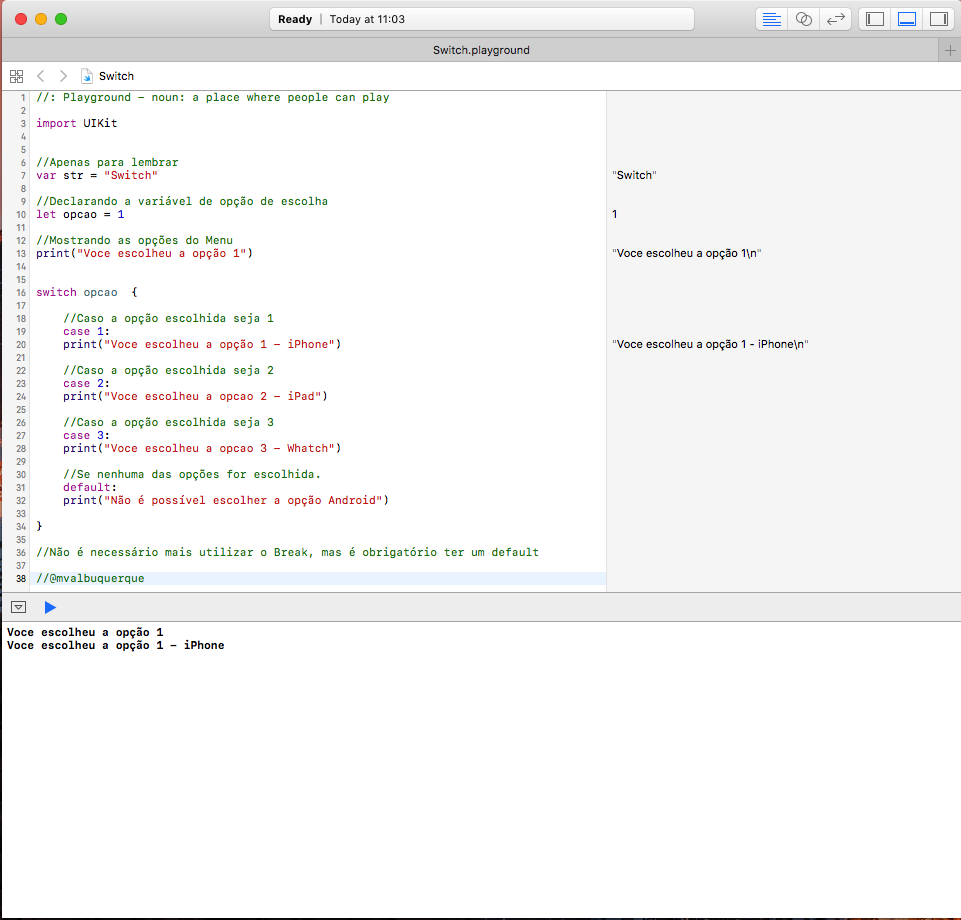 Ready | Today at 11:03
Switch.playground
Switch
1 //: Playground - noun: a place where people can play
2
3 import UIKit
4
5
6 //Apenas para lembrar
7 var str = "Switch" "Switch"
8
9 //Declarando a variável de opção de escolha
10 let opcao = 1 1
11
12 //Mostrando as opções do Menu
13 print("Voce escolheu a opção 1") "Voce escolheu a opção 1\n"
14
15
16 switch opcao  {
17
18     //Caso a opção escolhida seja 1
19     case 1:
20     print("Voce escolheu a opção 1 - iPhone") "Voce escolheu a opção 1 - iPhone\n"
21
22     //Caso a opção escolhida seja 2
23     case 2:
24     print("Voce escolheu a opcao 2 - iPad")
25
26     //Caso a opção escolhida seja 3
27     case 3:
28     print("Voce escolheu a opcao 3 - Whatch")
29
30     //Se nenhuma das opções for escolhida.
31     default:
32     print("Não é possível escolher a opção Android")
33
34 }
35
36 //Não é necessário mais utilizar o Break, mas é obrigatório ter um default
37
38 //@mvalbuquerque
Voce escolheu a opção 1
Voce escolheu a opção 1 - iPhone